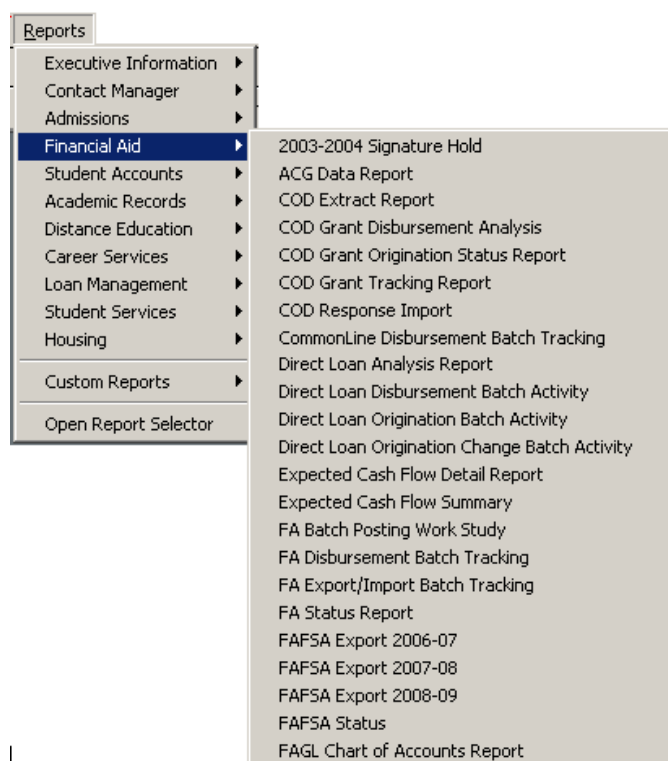 Reports
Executive Information
Contact Manager
Admissions
Financial Aid
Student Accounts
Academic Records
Distance Education
Career Services
Loan Management
Student Services
Housing
Custom Reports
Open Report Selector
2003-2004 Signature Hold
ACG Data Report
COD Extract Report
COD Grant Disbursement Analysis
COD Grant Origination Status Report
COD Grant Tracking Report
COD Response Import
CommonLine Disbursement Batch Tracking
Direct Loan Analysis Report
Direct Loan Disbursement Batch Activity
Direct Loan Origination Batch Activity
Direct Loan Origination Change Batch Activity
Expected Cash Flow Detail Report
Expected Cash Flow Summary
FA Batch Posting Work Study
FA Disbursement Batch Tracking
FA Export/Import Batch Tracking
FA Status Report
FAFSA Export 2006-07
FAFSA Export 2007-08
FAFSA Export 2008-09
FAFSA Status
FAGL Chart of Accounts Report